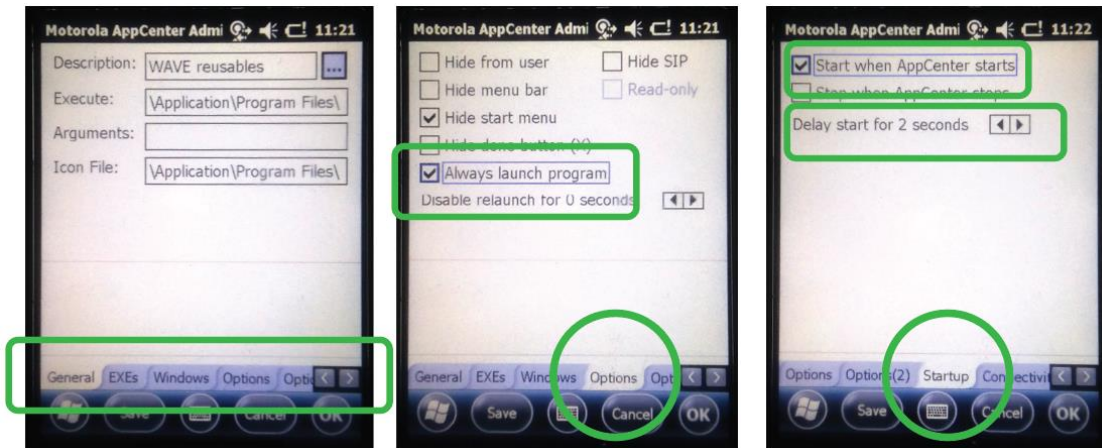 Motorola AppCenter Admi 11:21
Description: WAVE reusables ...
Execute: \Application\Program Files\
Arguments:
Icon File: \Application\Program Files\
General EXEs Windows Options Optic
Save Cancel OK
Motorola AppCenter Admi 11:21
Hide from user Hide SIP
Hide menu bar Read-only
Hide start menu
Hide done button (X)
Always launch program
Disable relaunch for 0 seconds
General EXEs Windows Options Opt
Save Cancel OK
Motorola AppCenter Admi 11:22
Start when AppCenter starts
Stop when AppCenter stops
Delay start for 2 seconds
Options Options(2) Startup Connectivit
Save Cancel OK